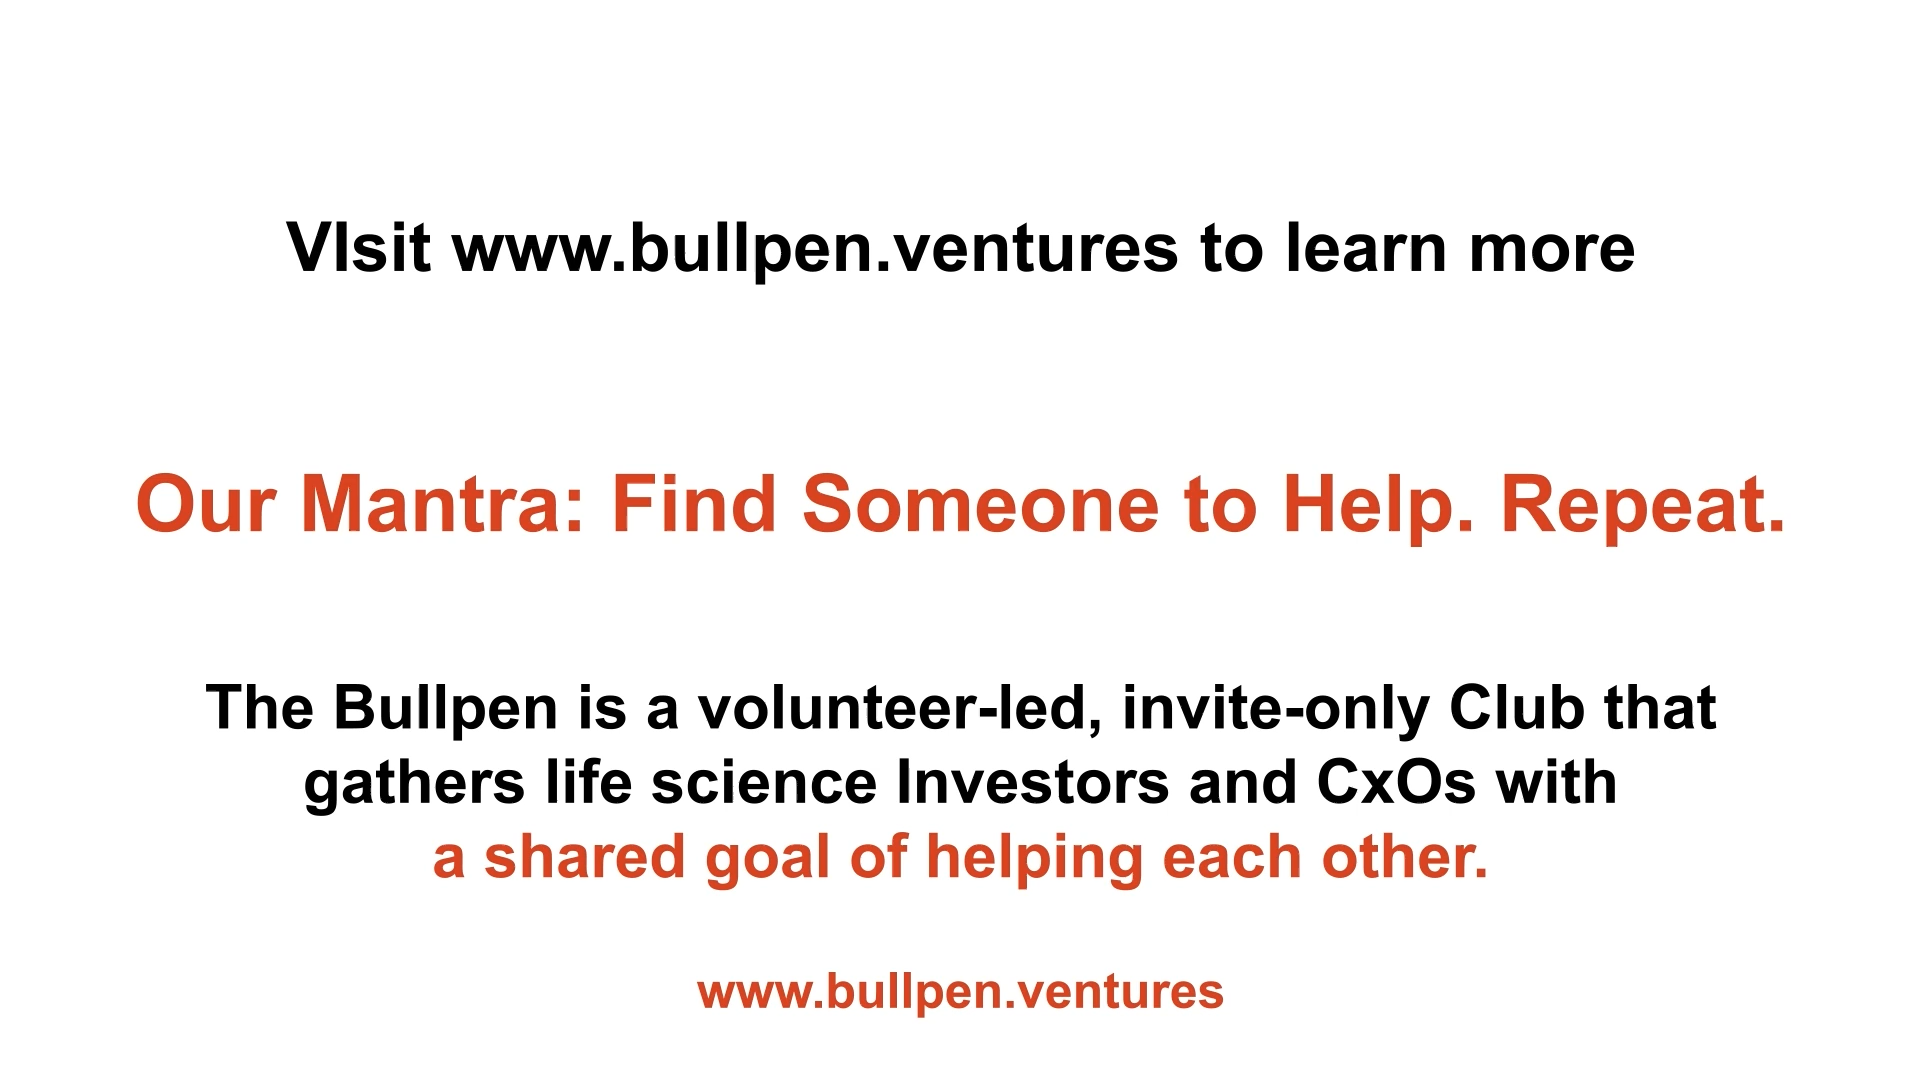 VIsit www.bullpen.ventures to learn more
Our Mantra: Find Someone to Help. Repeat.
The Bullpen is a volunteer-led, invite-only Club that
gathers life science Investors and CxOs with
a shared goal of helping each other.
www.bullpen.ventures